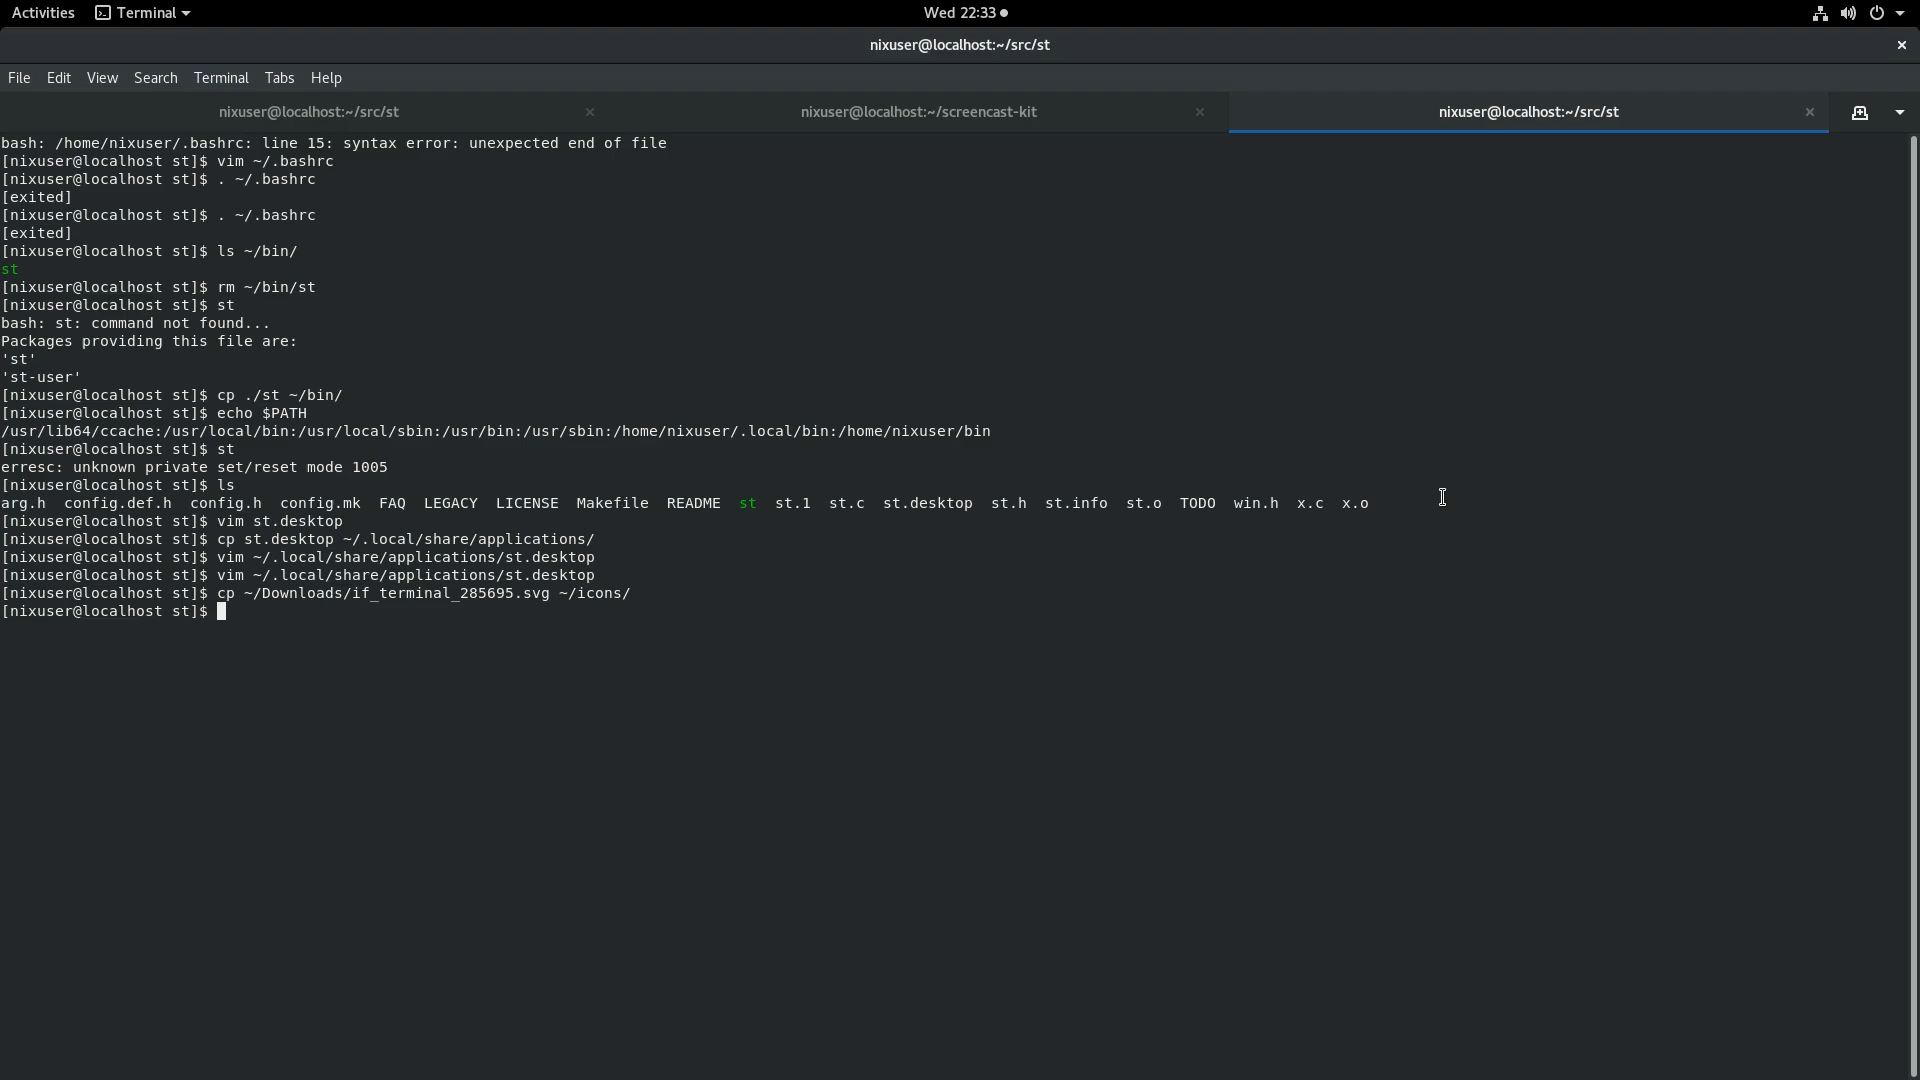 Activities Terminal Wed 22:33
nixuser@localhost:~/src/st
File Edit View Search Terminal Tabs Help
nixuser@localhost:~/src/st nixuser@localhost:~/screencast-kit nixuser@localhost:~/src/st
bash: /home/nixuser/.bashrc: line 15: syntax error: unexpected end of file
[nixuser@localhost st]$ vim ~/.bashrc
[nixuser@localhost st]$ . ~/.bashrc
[exited]
[nixuser@localhost st]$ . ~/.bashrc
[exited]
[nixuser@localhost st]$ ls ~/bin/
st
[nixuser@localhost st]$ rm ~/bin/st
[nixuser@localhost st]$ st
bash: st: command not found...
Packages providing this file are:
'st'
'st-user'
[nixuser@localhost st]$ cp ./st ~/bin/
[nixuser@localhost st]$ echo $PATH
/usr/lib64/ccache:/usr/local/bin:/usr/local/sbin:/usr/bin:/usr/sbin:/home/nixuser/.local/bin:/home/nixuser/bin
[nixuser@localhost st]$ st
erresc: unknown private set/reset mode 1005
[nixuser@localhost st]$ ls
arg.h  config.def.h  config.h  config.mk  FAQ  LEGACY  LICENSE  Makefile  README  st  st.1  st.c  st.desktop  st.h  st.info  st.o  TODO  win.h  x.c  x.o
[nixuser@localhost st]$ vim st.desktop
[nixuser@localhost st]$ cp st.desktop ~/.local/share/applications/
[nixuser@localhost st]$ vim ~/.local/share/applications/st.desktop
[nixuser@localhost st]$ vim ~/.local/share/applications/st.desktop
[nixuser@localhost st]$ cp ~/Downloads/if_terminal_285695.svg ~/icons/
[nixuser@localhost st]$